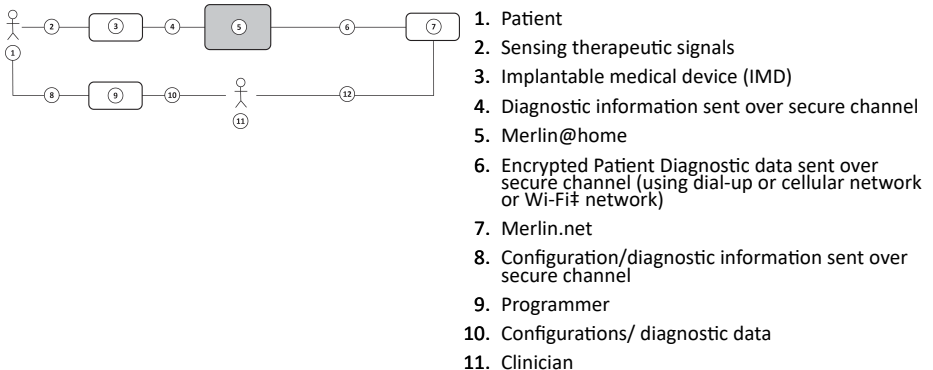 2
3
4
5
6
7
1
8
9
10
12
11
1. Patient
2. Sensing therapeutic signals
3. Implantable medical device (IMD)
4. Diagnostic information sent over secure channel
5. Merlin@home
6. Encrypted Patient Diagnostic data sent over
secure channel (using dial-up or cellular network
or Wi-Fi‡ network)
7. Merlin.net
8. Configuration/diagnostic information sent over
secure channel
9. Programmer
10. Configurations/ diagnostic data
11. Clinician